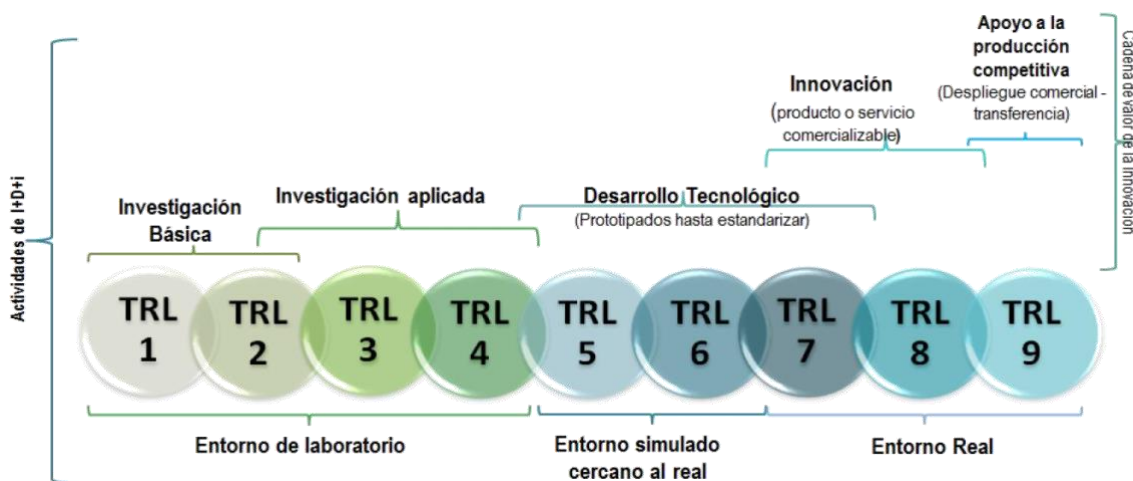 Apoyo a la
producción
competitiva
(Despliegue comercial -
transferencia)
Innovación
(producto o servicio
comercializable)
Cadena de valor de la Innovacion
Actividades de I+D+i
Investigación
Básica
Investigación aplicada
Desarrollo Tecnológico
(Prototipados hasta estandarizar)
TRL
1
TRL
2
TRL
3
TRL
4
TRL
5
TRL
6
TRL
7
TRL
8
TRL
9
Entorno de laboratorio
Entorno simulado
cercano al real
Entorno Real